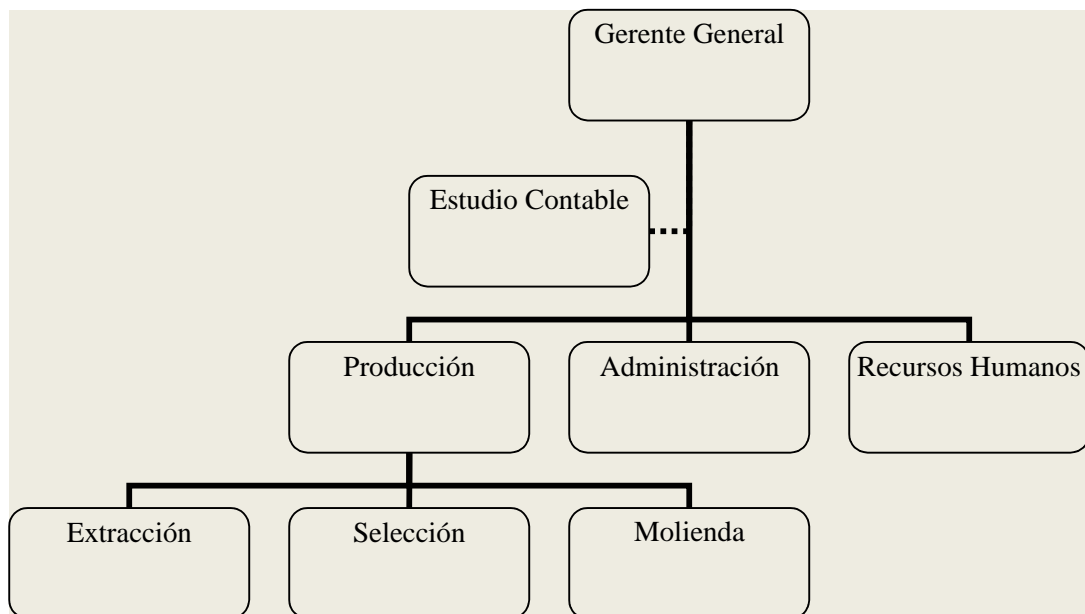 Gerente General
Estudio Contable
Producción
Administración
Recursos Humanos
Extracción
Selección
Molienda